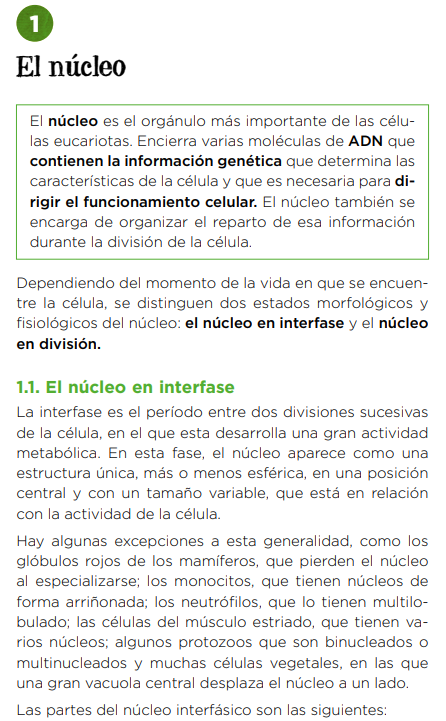 1
El núcleo
El núcleo es el orgánulo más importante de las célu-
las eucariotas. Encierra varias moléculas de ADN que
contienen la información genética que determina las
características de la célula y que es necesaria para di-
rigir el funcionamiento celular. El núcleo también se
encarga de organizar el reparto de esa información
durante la división de la célula.
Dependiendo del momento de la vida en que se encuen-
tre la célula, se distinguen dos estados morfológicos y
fisiológicos del núcleo: el núcleo en interfase y el núcleo
en división.
1.1. El núcleo en interfase
La interfase es el período entre dos divisiones sucesivas
de la célula, en el que esta desarrolla una gran actividad
metabólica. En esta fase, el núcleo aparece como una
estructura única, más o menos esférica, en una posición
central y con un tamaño variable, que está en relación
con la actividad de la célula.
Hay algunas excepciones a esta generalidad, como los
glóbulos rojos de los mamíferos, que pierden el núcleo
al especializarse; los monocitos, que tienen núcleos de
forma arriñonada; los neutrófilos, que lo tienen multilo-
bulado; las células del músculo estriado, que tienen va-
rios núcleos; algunos protozoos que son binucleados o
multinucleados y muchas células vegetales, en las que
una gran vacuola central desplaza el núcleo a un lado.
Las partes del núcleo interfásico son las siguientes: